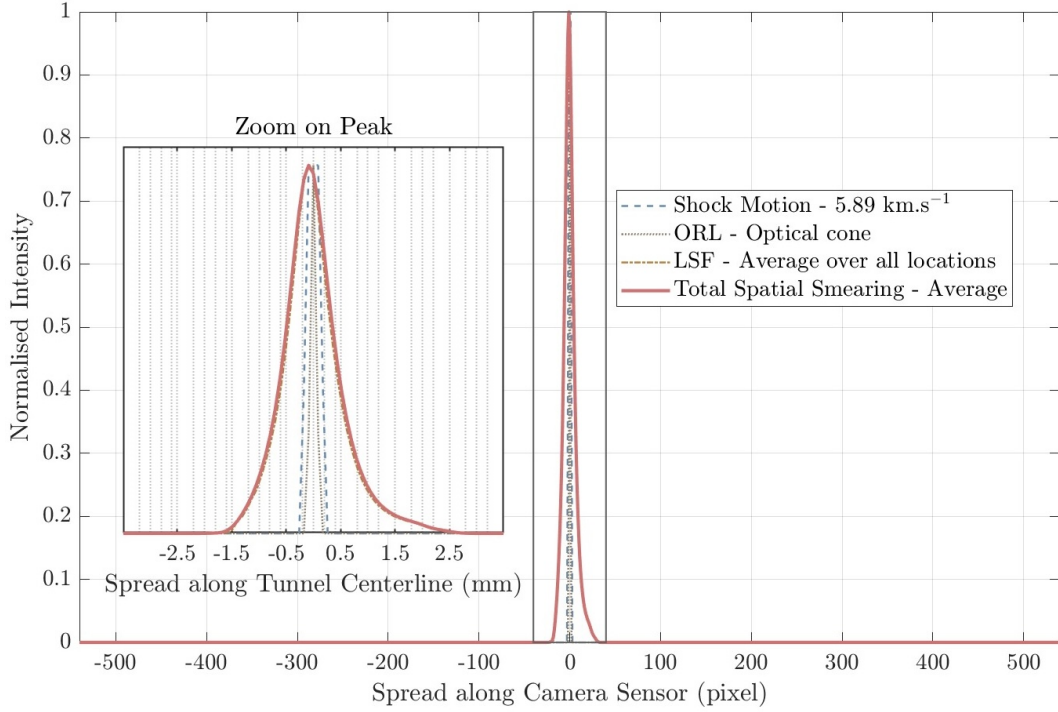 1
0.9
0.8
0.7
0.6
0.5
0.4
0.3
0.2
0.1
0
Normalised Intensity
Zoom on Peak
-2.5 -1.5 -0.5 0.5 1.5 2.5
Spread along Tunnel Centerline (mm)
Shock Motion - 5.89 km.s⁻¹
ORL - Optical cone
LSF - Average over all locations
Total Spatial Smearing - Average
-500 -400 -300 -200 -100 0 100 200 300 400 500
Spread along Camera Sensor (pixel)